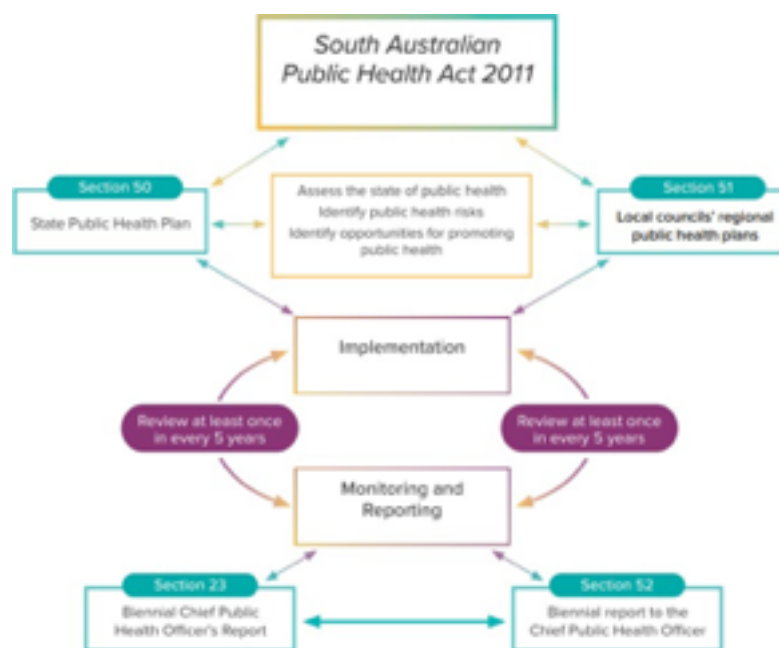 South Australian
Public Health Act 2011
Section 50
State Public Health Plan
Assess the state of public health
Identify public health risks
Identify opportunities for promoting
public health
Section 51
Local councils' regional
public health plans
Implementation
Review at least once
in every 5 years
Review at least once
in every 5 years
Monitoring and
Reporting
Section 23
Biennial Chief Public
Health Officer's Report
Section 52
Biennial report to the
Chief Public Health Officer